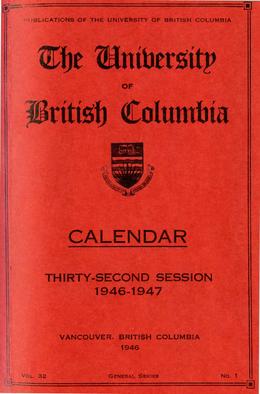 PUBLICATIONS OF THE UNIVERSITY OF BRITISH COLUMBIA
The University
OF
British Columbia
CALENDAR
THIRTY-SECOND SESSION
1946-1947
VANCOUVER, BRITISH COLUMBIA
1946
VOL. 32 GENERAL SERIES NO. 1